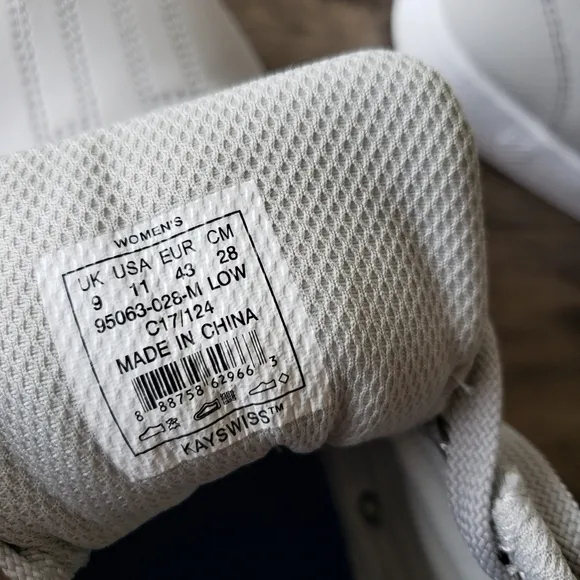 WOMEN'S
UK USA EUR CM
9 11 43 28
95063-028-M LOW
C17/124
MADE IN CHINA
8 88758 62966 3
KAYSWISS™